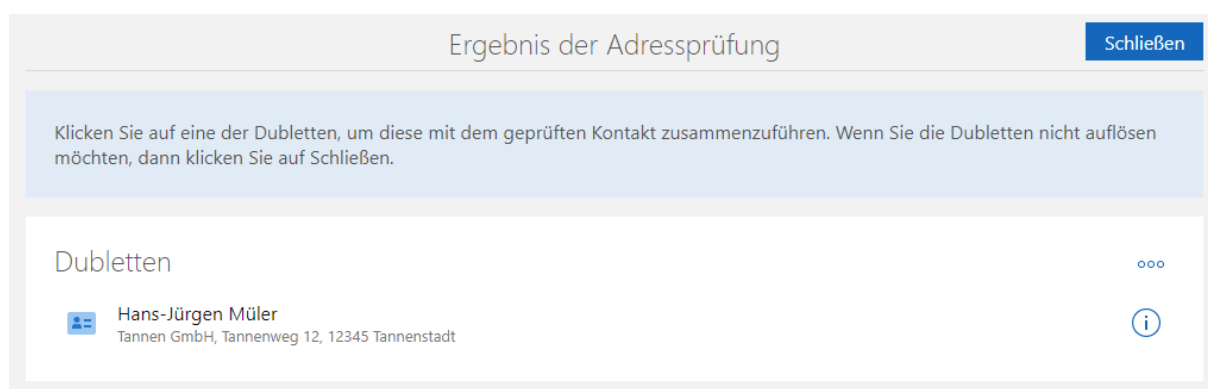 Ergebnis der Adressprüfung
Schließen
Klicken Sie auf eine der Dubletten, um diese mit dem geprüften Kontakt zusammenzuführen. Wenn Sie die Dubletten nicht auflösen
möchten, dann klicken Sie auf Schließen.
Dubletten
Hans-Jürgen Müler
Tannen GmbH, Tannenweg 12, 12345 Tannenstadt